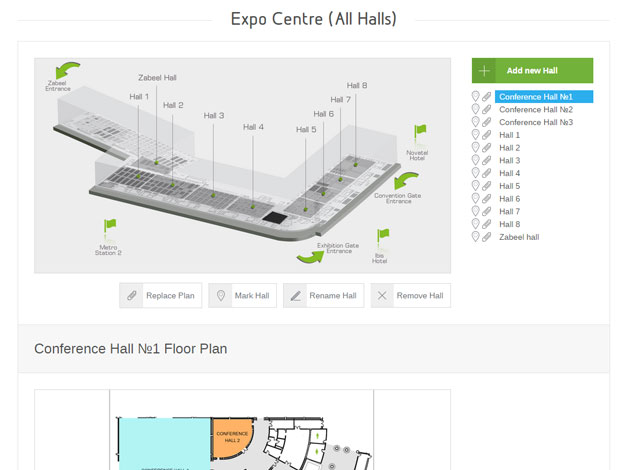 Expo Centre (All Halls)
Zabeel
Entrance
Zabeel Hall
Hall 1
Hall 2
Hall 3
Hall 4
Hall 5
Hall 6
Hall 7
Hall 8
Novotel
Hotel
Convention Gate
Entrance
Metro
Station 2
Exhibition Gate
Entrance
Ibis
Hotel
Add new Hall
Conference Hall №1
Conference Hall №2
Conference Hall №3
Hall 1
Hall 2
Hall 3
Hall 4
Hall 5
Hall 6
Hall 7
Hall 8
Zabeel hall
Replace Plan
Mark Hall
Rename Hall
Remove Hall
Conference Hall №1 Floor Plan
CONFERENCE
HALL 2